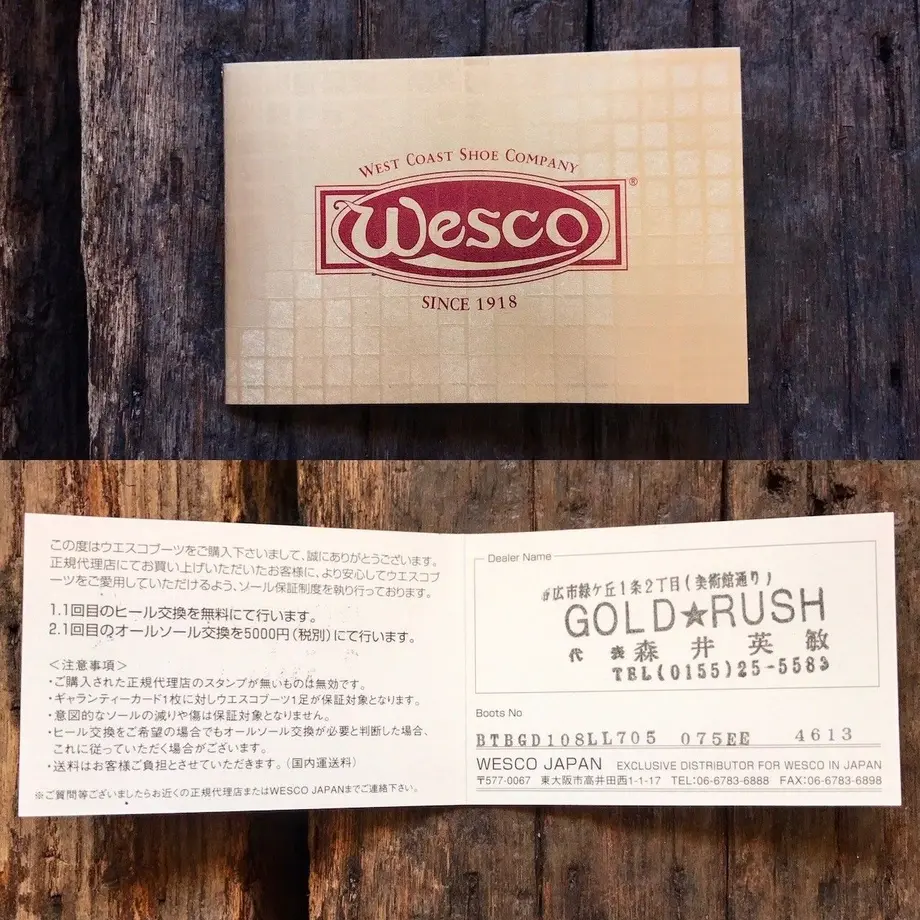 WEST COAST SHOE COMPANY
Wesco®
SINCE 1918
この度はウエスコブーツをご購入下さいまして、誠にありがとうございます。
正規代理店にてお買い上げいただいたお客様に、より安心してウエスコブ
ーツをご愛用していただけるよう、ソール保証制度を執り行っております。
1.1回目のヒール交換を無料にて行います。
2.1回目のオールソール交換を5000円(税別)にて行います。
<注意事項>
・ご購入された正規代理店のスタンプが無いものは無効です。
・ギャランティーカード1枚に対しウエスコブーツ1足が保証対象となります。
・意図的なソールの減りや傷は保証対象となりません。
・ヒール交換をご希望の場合でもオールソール交換が必要と判断した場合、
これに従っていただく場合がございます。
・送料はお客様ご負担とさせていただきます。(国内運送料)
※ご質問等ございましたらお近くの正規代理店またはWESCO JAPANまでご連絡下さい。
Dealer Name
広市緑ケ丘1条2丁目(美術館通り)
GOLD★RUSH
代表 森井英敏
TEL(0155)25-5583
Boots No
BTBGD108LL705 075EE 4613
WESCO JAPAN EXCLUSIVE DISTRIBUTOR FOR WESCO IN JAPAN
〒577-0067 東大阪市高井田西1-1-17 TEL:06-6783-6888 FAX:06-6783-6898